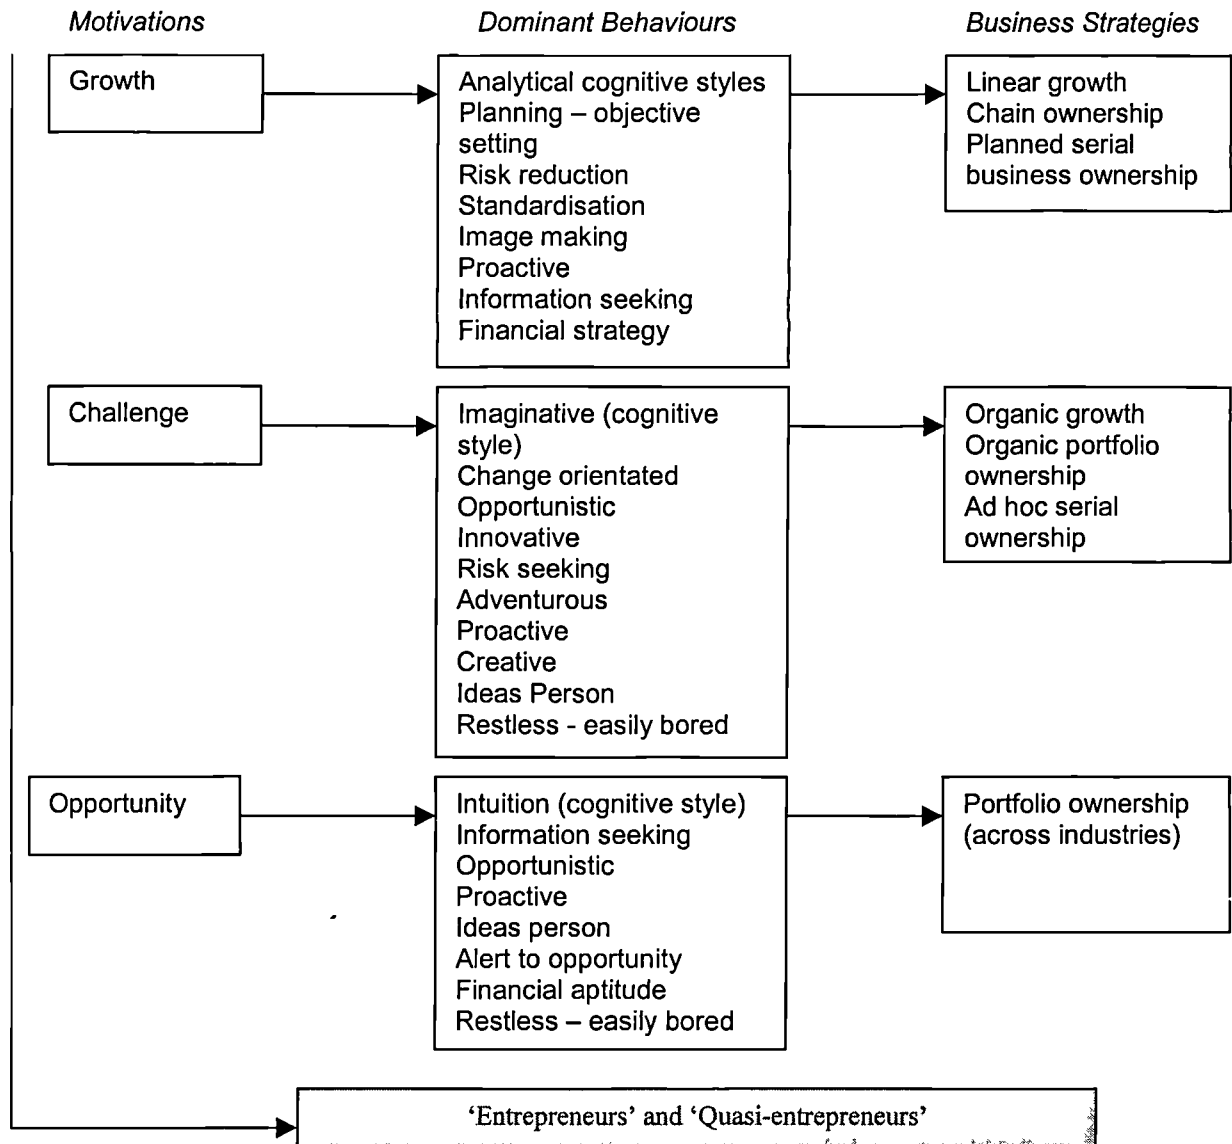 Motivations
Dominant Behaviours
Business Strategies
Growth
Analytical cognitive styles
Planning – objective
setting
Risk reduction
Standardisation
Image making
Proactive
Information seeking
Financial strategy
Linear growth
Chain ownership
Planned serial
business ownership
Challenge
Imaginative (cognitive
style)
Change orientated
Opportunistic
Innovative
Risk seeking
Adventurous
Proactive
Creative
Ideas Person
Restless - easily bored
Organic growth
Organic portfolio
ownership
Ad hoc serial
ownership
Opportunity
Intuition (cognitive style)
Information seeking
Opportunistic
Proactive
Ideas person
Alert to opportunity
Financial aptitude
Restless – easily bored
Portfolio ownership
(across industries)
‘Entrepreneurs’ and ‘Quasi-entrepreneurs’